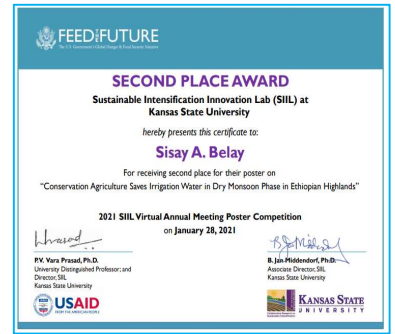 FEED THE FUTURE
The U.S. Government's Global Hunger & Food Security Initiative
SECOND PLACE AWARD
Sustainable Intensification Innovation Lab (SIIL) at
Kansas State University
hereby presents this certificate to:
Sisay A. Belay
For receiving second place for their poster on
“Conservation Agriculture Saves Irrigation Water in Dry Monsoon Phase in Ethiopian Highlands”
2021 SIIL Virtual Annual Meeting Poster Competition
on January 28, 2021
P.V. Vara Prasad, Ph.D.
University Distinguished Professor; and
Director, SIIL
Kansas State University
B. Jan Middendorf, Ph.D.
Associate Director, SIIL
Kansas State University
USAID
FROM THE AMERICAN PEOPLE
KANSAS STATE
UNIVERSITY